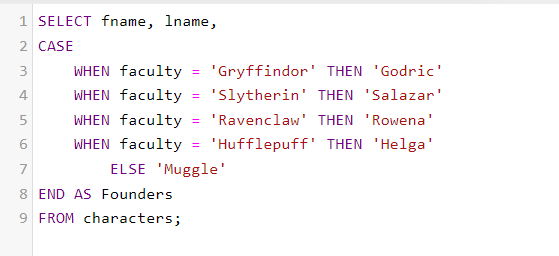 1 SELECT fname, lname,
2 CASE
3 WHEN faculty = 'Gryffindor' THEN 'Godric'
4 WHEN faculty = 'Slytherin' THEN 'Salazar'
5 WHEN faculty = 'Ravenclaw' THEN 'Rowena'
6 WHEN faculty = 'Hufflepuff' THEN 'Helga'
7 ELSE 'Muggle'
8 END AS Founders
9 FROM characters;